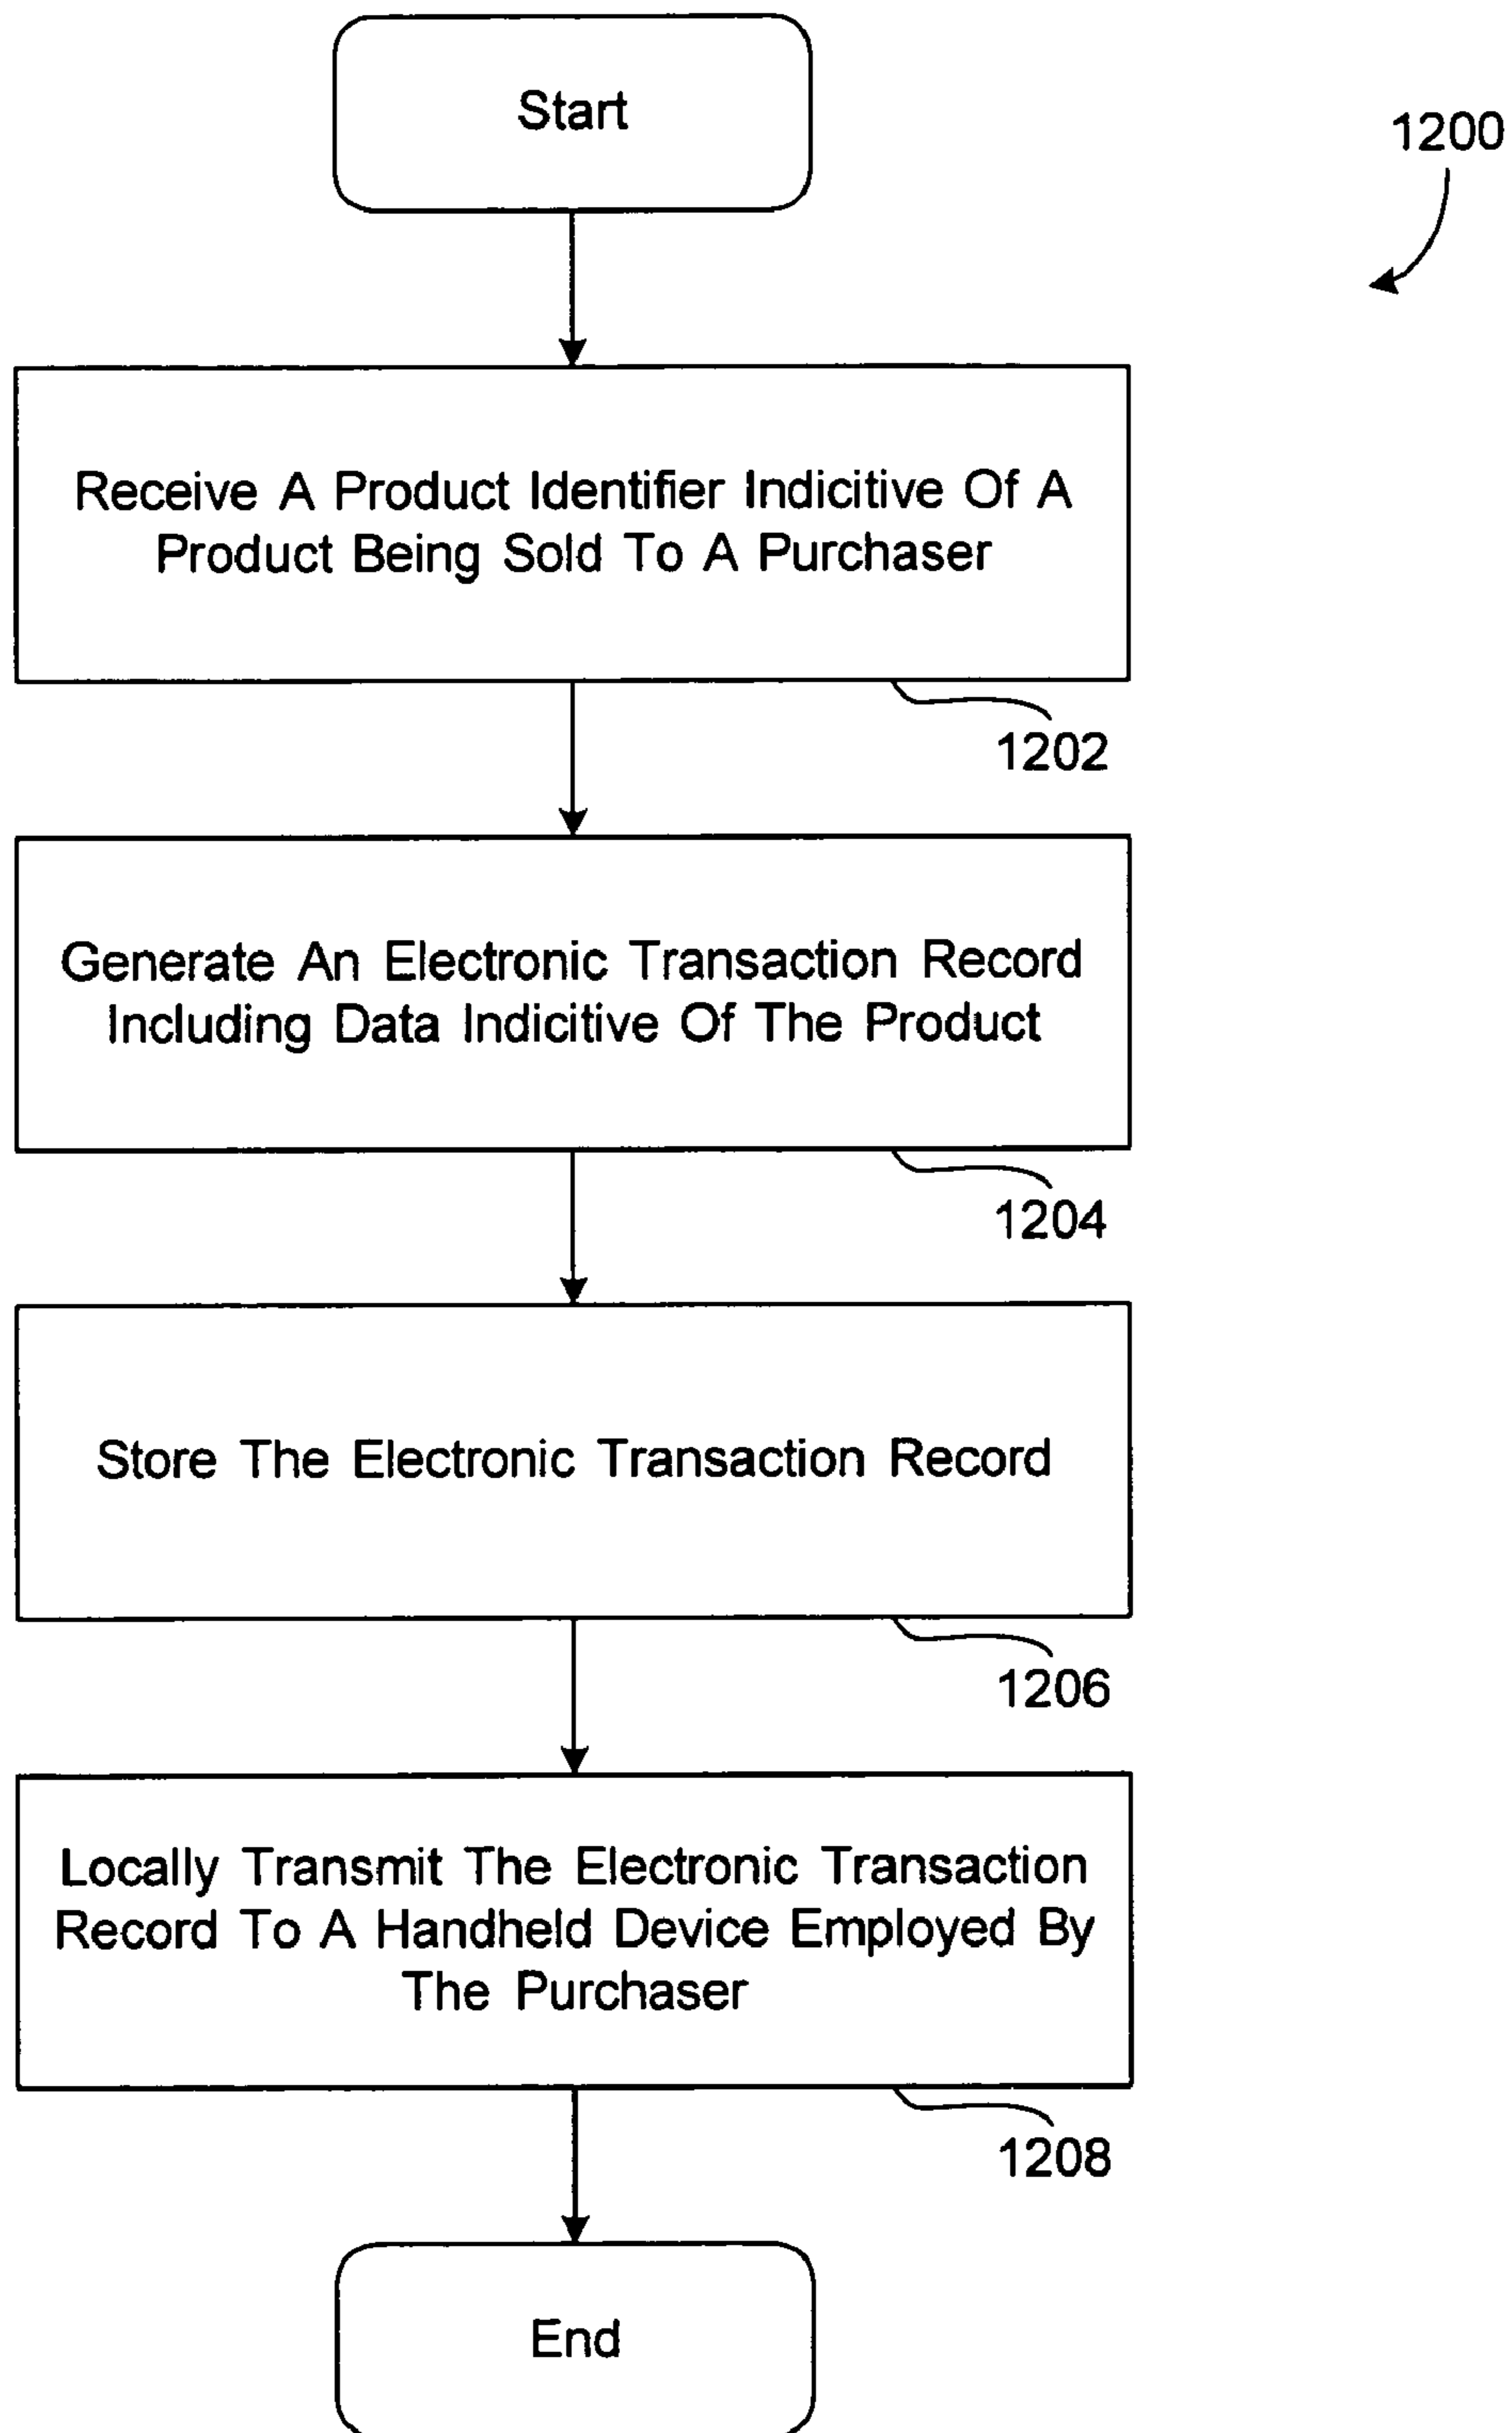 Start
1200
Receive A Product Identifier Indicitive Of A
Product Being Sold To A Purchaser
1202
Generate An Electronic Transaction Record
Including Data Indicitive Of The Product
1204
Store The Electronic Transaction Record
1206
Locally Transmit The Electronic Transaction
Record To A Handheld Device Employed By
The Purchaser
1208
End